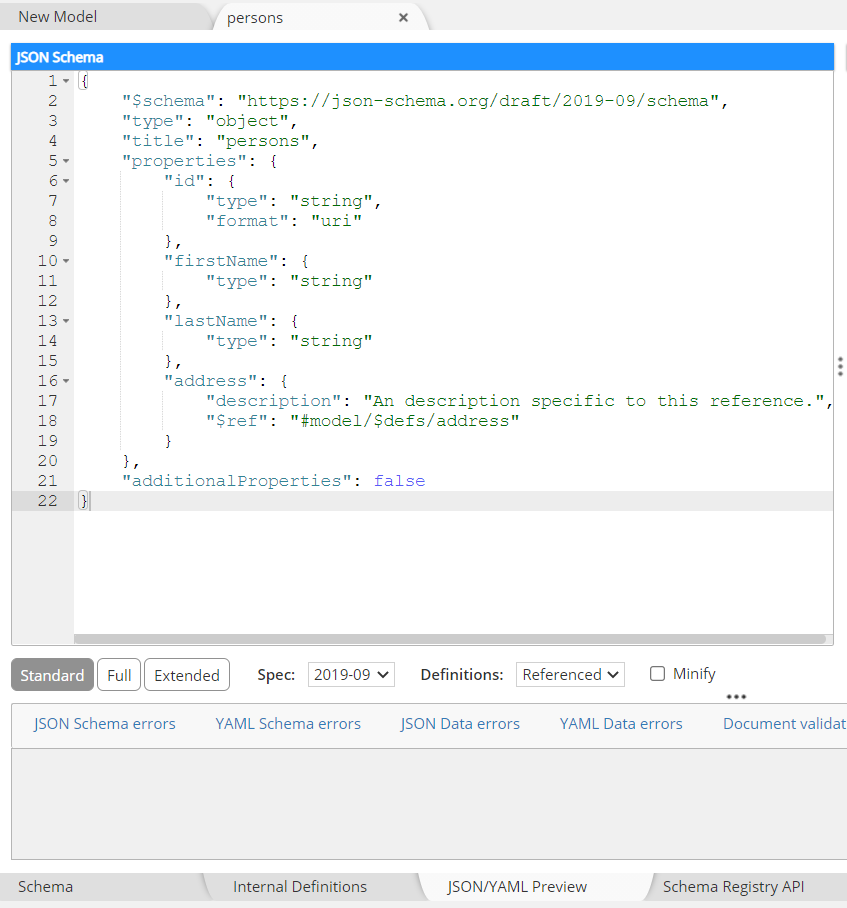 New Model
persons ×
JSON Schema
1 {
2 "$schema": "https://json-schema.org/draft/2019-09/schema",
3 "type": "object",
4 "title": "persons",
5 "properties": {
6 "id": {
7 "type": "string",
8 "format": "uri"
9 },
10 "firstName": {
11 "type": "string"
12 },
13 "lastName": {
14 "type": "string"
15 },
16 "address": {
17 "description": "An description specific to this reference.",
18 "$ref": "#model/$defs/address"
19 }
20 },
21 "additionalProperties": false
22 }
Standard Full Extended Spec: 2019-09 Definitions: Referenced Minify
JSON Schema errors YAML Schema errors JSON Data errors YAML Data errors Document validat
Schema Internal Definitions JSON/YAML Preview Schema Registry API